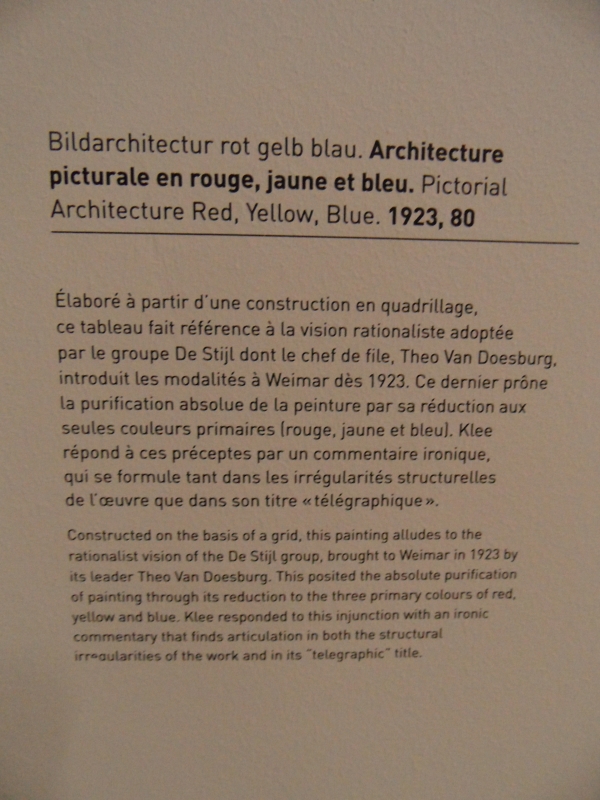 Bildarchitectur rot gelb blau. Architecture
picturale en rouge, jaune et bleu. Pictorial
Architecture Red, Yellow, Blue. 1923, 80
Élaboré à partir d'une construction en quadrillage,
ce tableau fait référence à la vision rationaliste adoptée
par le groupe De Stijl dont le chef de file, Theo Van Doesburg,
introduit les modalités à Weimar dès 1923. Ce dernier prône
la purification absolue de la peinture par sa réduction aux
seules couleurs primaires (rouge, jaune et bleu). Klee
répond à ces préceptes par un commentaire ironique,
qui se formule tant dans les irrégularités structurelles
de l'œuvre que dans son titre « télégraphique ».
Constructed on the basis of a grid, this painting alludes to the
rationalist vision of the De Stijl group, brought to Weimar in 1923 by
its leader Theo Van Doesburg. This posited the absolute purification
of painting through its reduction to the three primary colours of red,
yellow and blue. Klee responded to this injunction with an ironic
commentary that finds articulation in both the structural
irregularities of the work and in its "telegraphic" title.